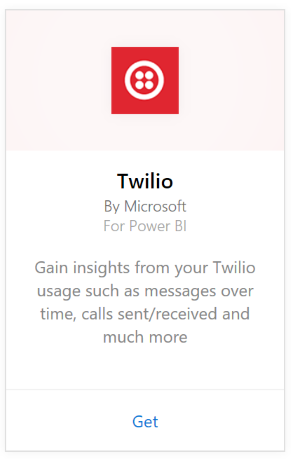 Twilio
By Microsoft
For Power BI
Gain insights from your Twilio
usage such as messages over
time, calls sent/received and
much more
Get